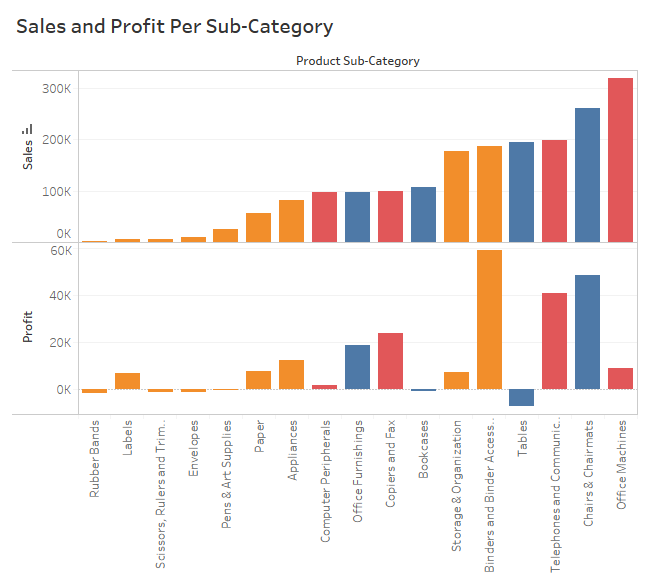 Sales and Profit Per Sub-Category
Product Sub-Category
Sales
300K
200K
100K
0K
Profit
60K
40K
20K
0K
Rubber Bands
Labels
Scissors, Rulers and Trim..
Envelopes
Pens & Art Supplies
Paper
Appliances
Computer Peripherals
Office Furnishings
Copiers and Fax
Bookcases
Storage & Organization
Binders and Binder Access..
Tables
Telephones and Communic..
Chairs & Chairmats
Office Machines